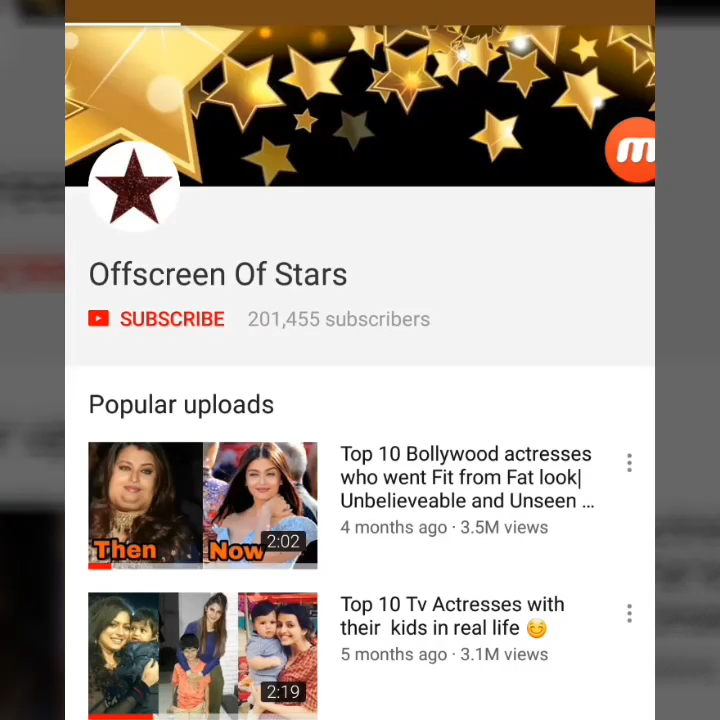 m
Offscreen Of Stars
SUBSCRIBE 201,455 subscribers
Popular uploads
Top 10 Bollywood actresses
who went Fit from Fat look|
Unbelieveable and Unseen ...
4 months ago · 3.5M views
Then Now 2:02
Top 10 Tv Actresses with
their kids in real life 😊
5 months ago · 3.1M views
2:19